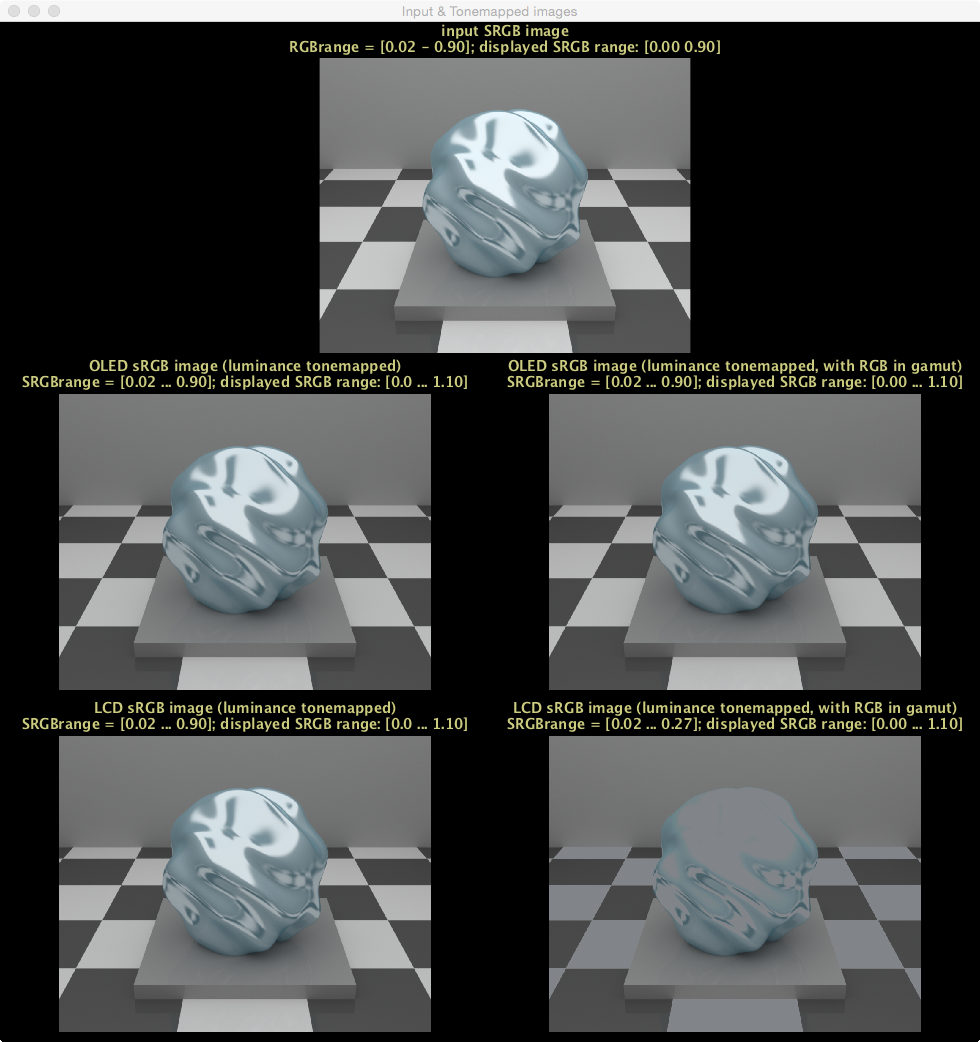 Input & Tonemapped images
input SRGB image
RGBrange = [0.02 - 0.90]; displayed SRGB range: [0.00 0.90]
OLED sRGB image (luminance tonemapped)
SRGBrange = [0.02 ... 0.90]; displayed SRGB range: [0.0 ... 1.10]
OLED sRGB image (luminance tonemapped, with RGB in gamut)
SRGBrange = [0.02 ... 0.90]; displayed SRGB range: [0.00 ... 1.10]
LCD sRGB image (luminance tonemapped)
SRGBrange = [0.02 ... 0.90]; displayed SRGB range: [0.0 ... 1.10]
LCD sRGB image (luminance tonemapped, with RGB in gamut)
SRGBrange = [0.02 ... 0.27]; displayed SRGB range: [0.00 ... 1.10]